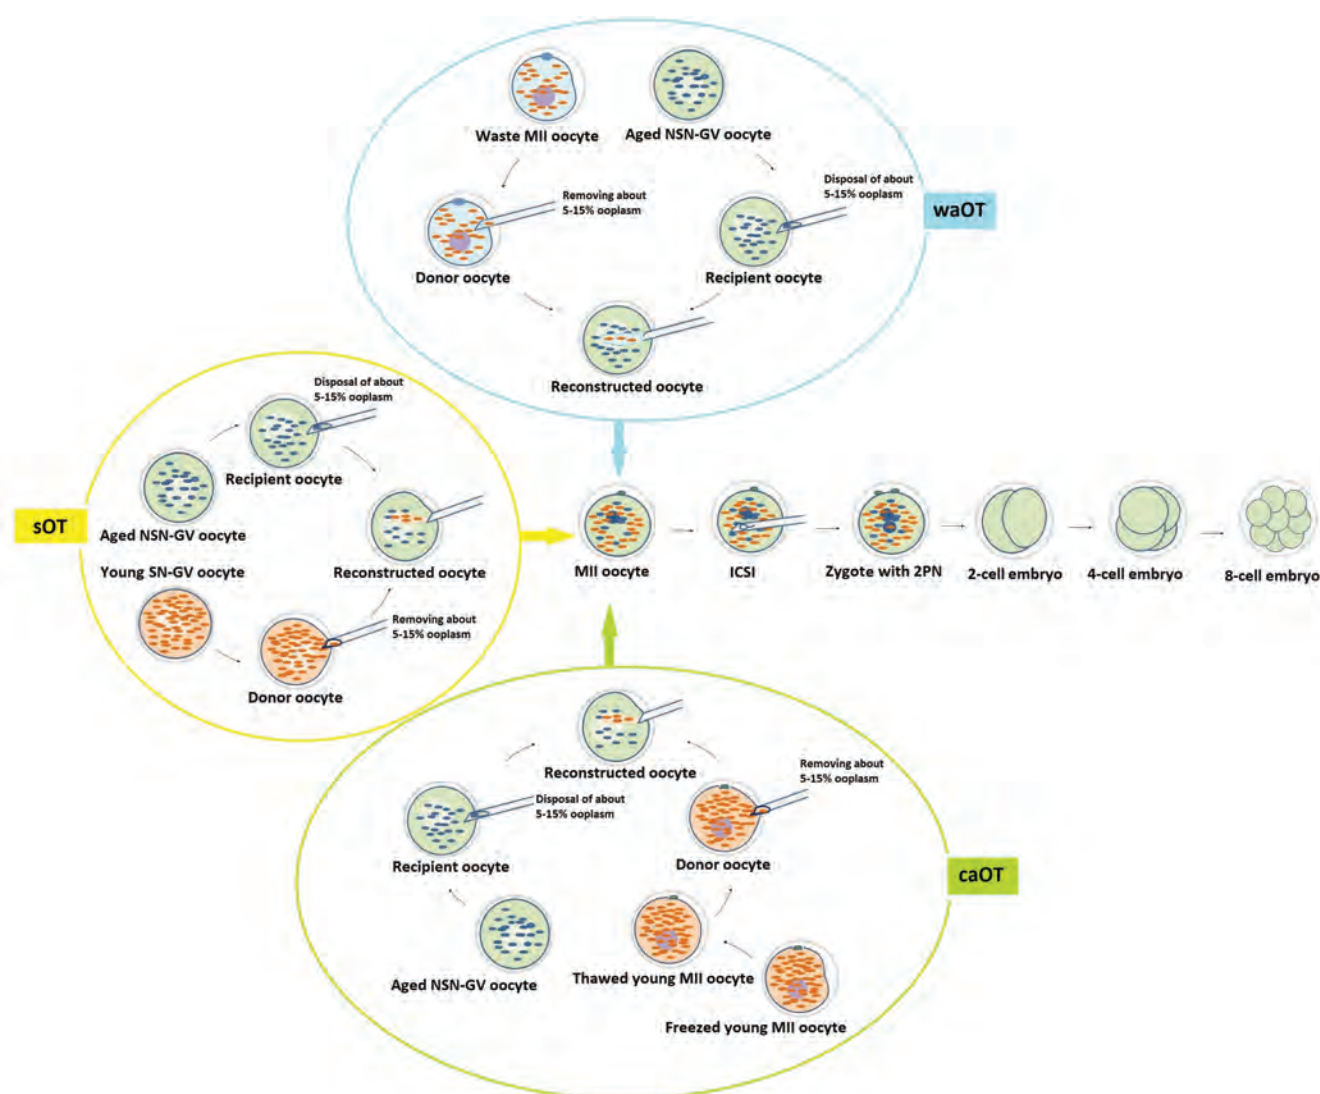 Waste MII oocyte
Aged NSN-GV oocyte
Removing about
5-15% ooplasm
Disposal of about
5-15% ooplasm
waOT
Donor oocyte
Recipient oocyte
Reconstructed oocyte
Disposal of about
5-15% ooplasm
Recipient oocyte
sOT
Aged NSN-GV oocyte
Young SN-GV oocyte
Reconstructed oocyte
Removing about
5-15% ooplasm
Donor oocyte
MII oocyte
ICSI
Zygote with 2PN
2-cell embryo
4-cell embryo
8-cell embryo
Reconstructed oocyte
Removing about
5-15% ooplasm
Disposal of about
5-15% ooplasm
Recipient oocyte
Donor oocyte
caOT
Aged NSN-GV oocyte
Thawed young MII oocyte
Freezed young MII oocyte